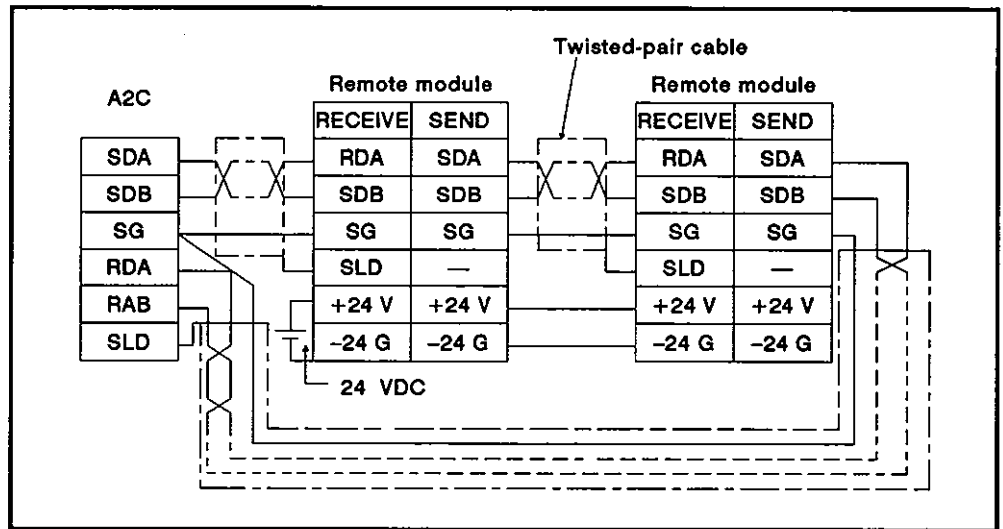 Twisted-pair cable
A2C
Remote module
Remote module
RECEIVE SEND
RECEIVE SEND
SDA
RDA SDA
RDA SDA
SDB
SDB SDB
SDB SDB
SG
SG SG
SG SG
RDA
SLD —
SLD —
RAB
+24 V +24 V
+24 V +24 V
SLD
-24 G -24 G
-24 G -24 G
24 VDC